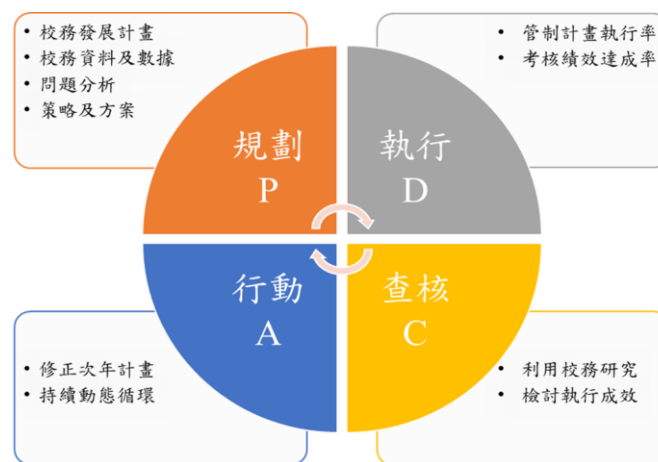 • 校務發展計畫
• 校務資料及數據
• 問題分析
• 策略及方案
• 管制計畫執行率
• 考核績效達成率
規劃
P
執行
D
行動
A
查核
C
• 修正次年計畫
• 持續動態循環
• 利用校務研究
• 檢討執行成效